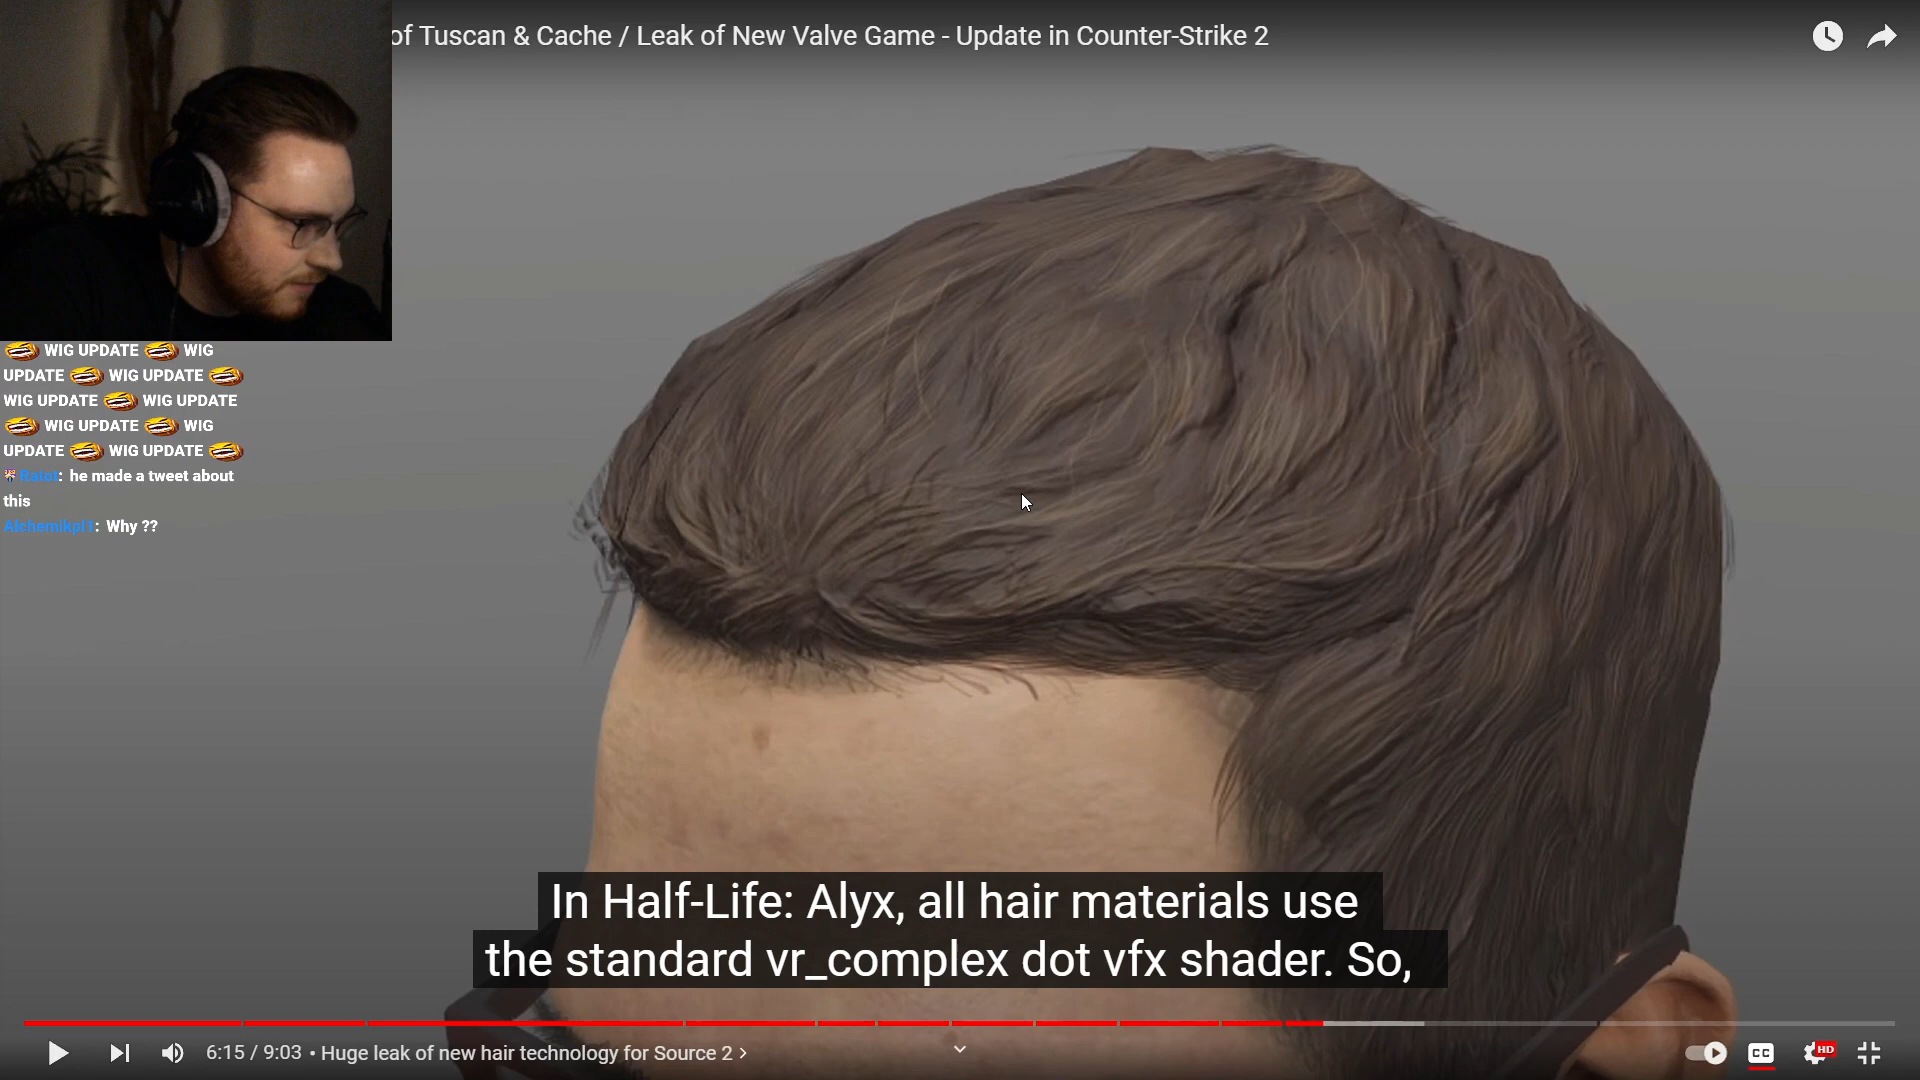 of Tuscan & Cache / Leak of New Valve Game - Update in Counter-Strike 2
WIG UPDATE WIG
UPDATE WIG UPDATE
WIG UPDATE WIG UPDATE
WIG UPDATE WIG
UPDATE WIG UPDATE
Ratut: he made a tweet about
this
Alchemikpl1: Why ??
In Half-Life: Alyx, all hair materials use
the standard vr_complex dot vfx shader. So,
6:15 / 9:03 • Huge leak of new hair technology for Source 2 >
CC
HD